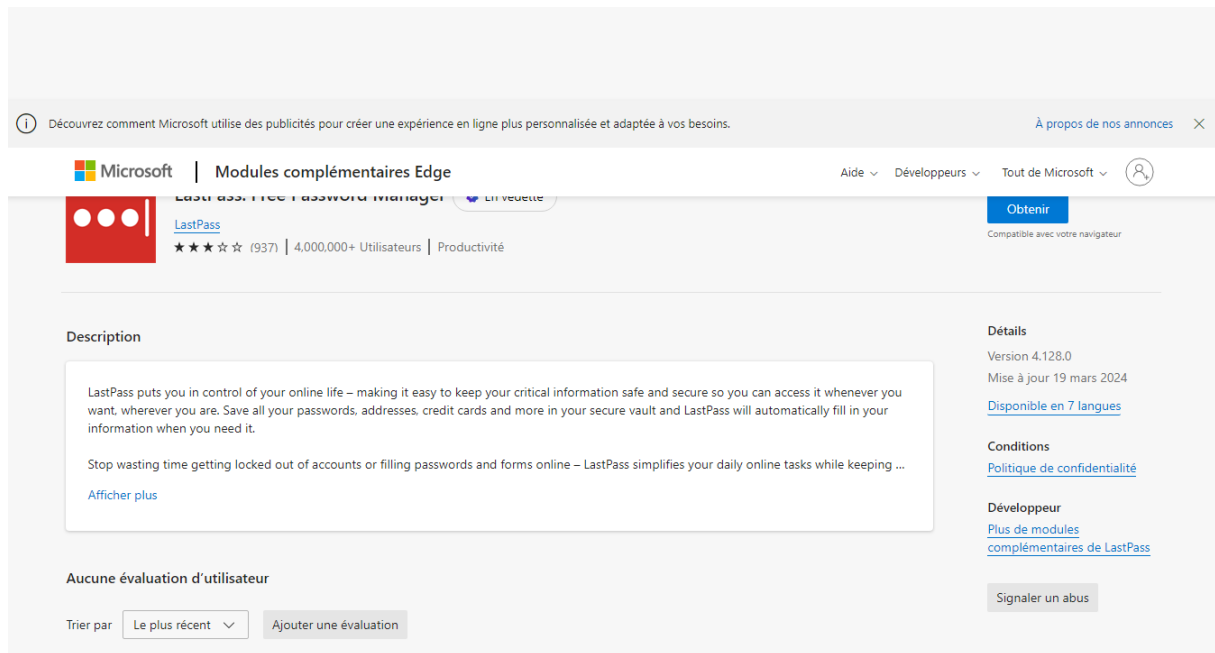 Découvrez comment Microsoft utilise des publicités pour créer une expérience en ligne plus personnalisée et adaptée à vos besoins.
À propos de nos annonces
Microsoft
Modules complémentaires Edge
Aide
Développeurs
Tout de Microsoft
LastPass: Free Password Manager
En vedette
LastPass
(937)
4,000,000+ Utilisateurs
Productivité
Obtenir
Compatible avec votre navigateur
Description
LastPass puts you in control of your online life – making it easy to keep your critical information safe and secure so you can access it whenever you
want, wherever you are. Save all your passwords, addresses, credit cards and more in your secure vault and LastPass will automatically fill in your
information when you need it.
Stop wasting time getting locked out of accounts or filling passwords and forms online – LastPass simplifies your daily online tasks while keeping ...
Afficher plus
Détails
Version 4.128.0
Mise à jour 19 mars 2024
Disponible en 7 langues
Conditions
Politique de confidentialité
Développeur
Plus de modules
complémentaires de LastPass
Signaler un abus
Aucune évaluation d'utilisateur
Trier par
Le plus récent
Ajouter une évaluation